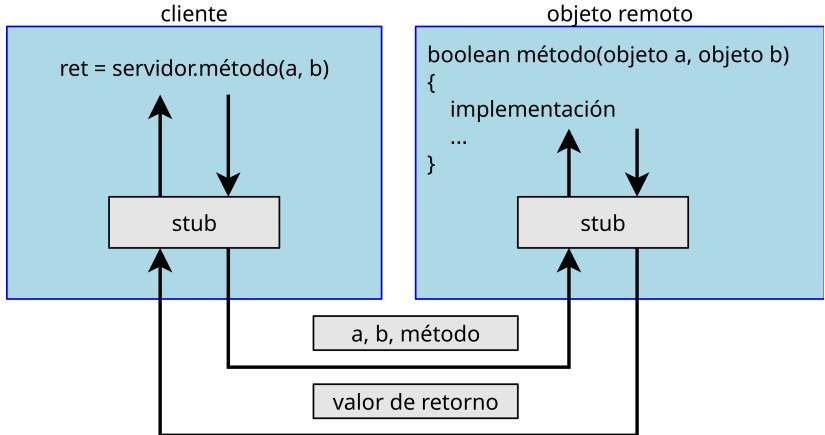 cliente
ret = servidor.método(a, b)
stub
objeto remoto
boolean método(objeto a, objeto b)
{
implementación
...
}
stub
a, b, método
valor de retorno